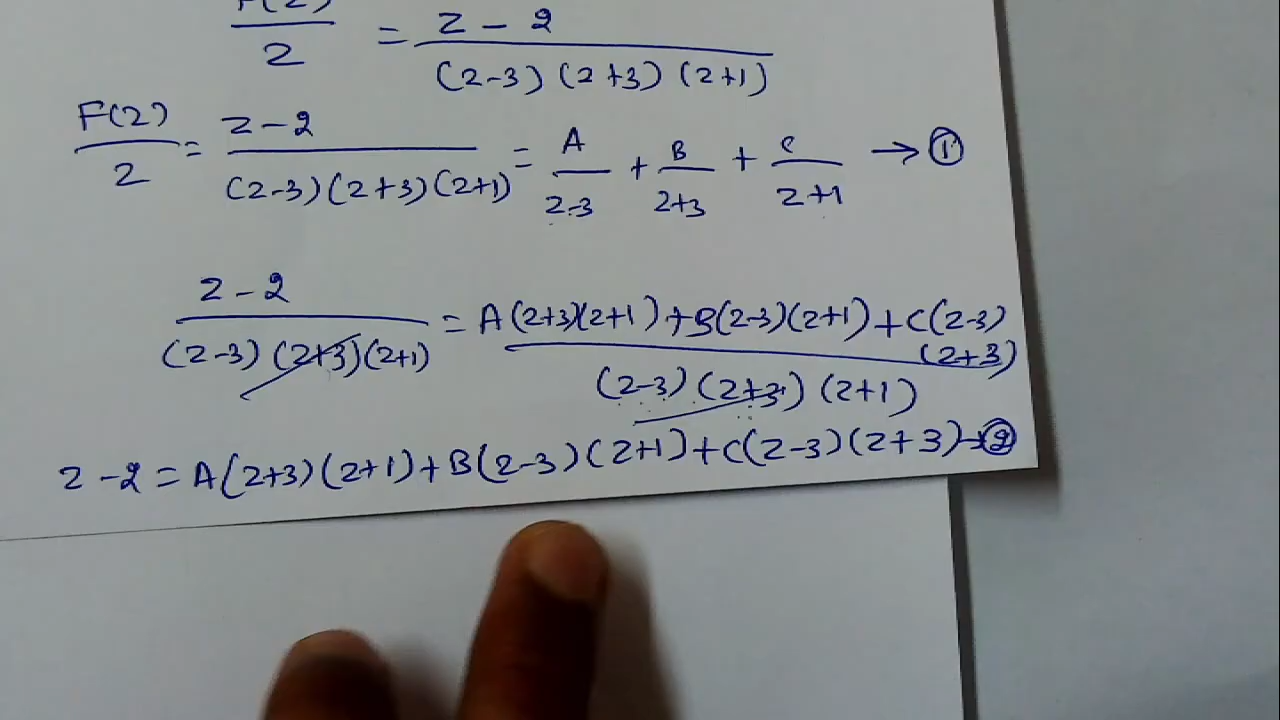 F(z)/z = z - 2/(z-3)(z+3)(z+1)
F(z)/z = z-2/(z-3)(z+3)(z+1) = A/z-3 + B/z+3 + C/z+1 → ①
z-2/(z-3)(z+3)(z+1) = A(z+3)(z+1)+B(z-3)(z+1)+C(z-3)(z+3)/(z-3)(z+3)(z+1)
z-2=A(z+3)(z+1)+B(z-3)(z+1)+C(z-3)(z+3)→②